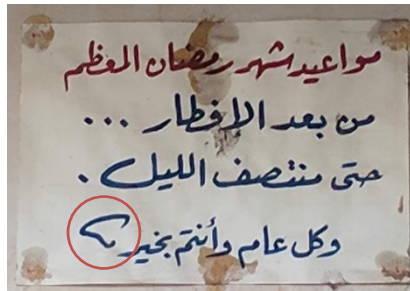 مواعيد شهر رمضان المعظم
من بعد الإفطار ...
حتى منتصف الليل .
وكل عام وأنتم بخير